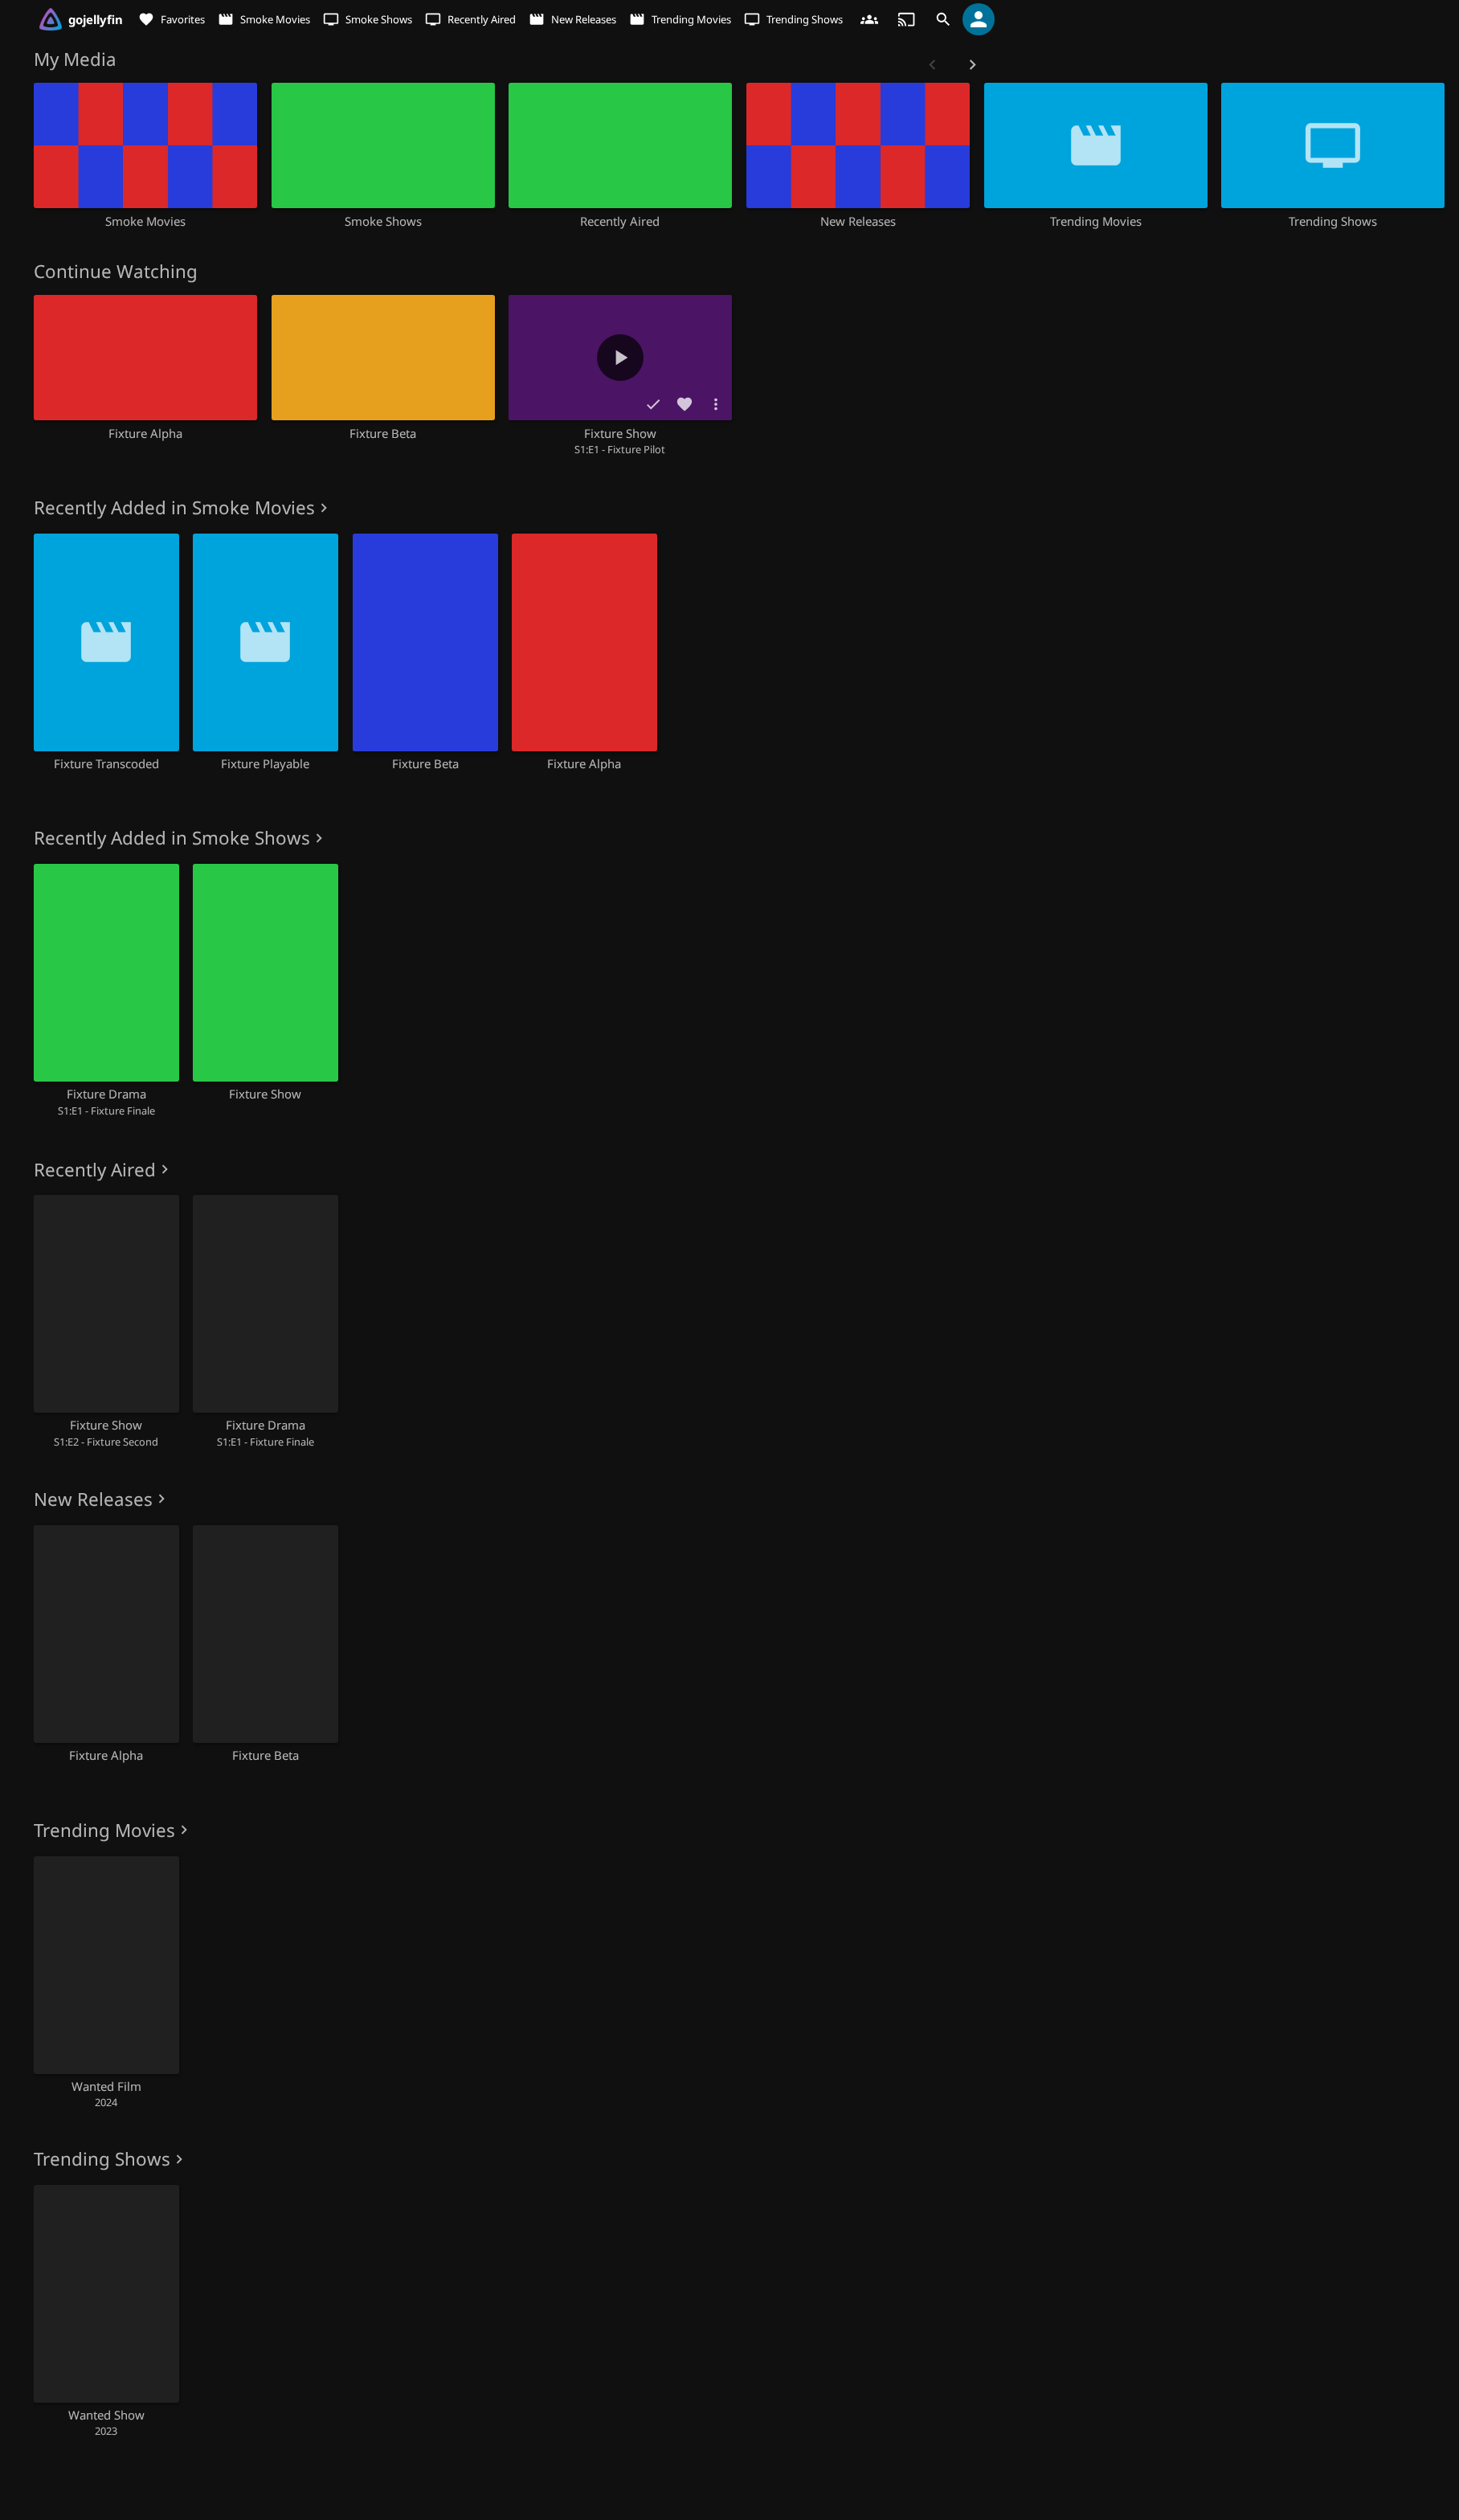 gojellyfin Favorites Smoke Movies Smoke Shows Recently Aired New Releases Trending Movies Trending Shows
My Media
Smoke Movies Smoke Shows Recently Aired New Releases Trending Movies Trending Shows
Continue Watching
Fixture Alpha Fixture Beta Fixture Show
S1:E1 - Fixture Pilot
Recently Added in Smoke Movies
Fixture Transcoded Fixture Playable Fixture Beta Fixture Alpha
Recently Added in Smoke Shows
Fixture Drama Fixture Show
S1:E1 - Fixture Finale
Recently Aired
Fixture Show Fixture Drama
S1:E2 - Fixture Second S1:E1 - Fixture Finale
New Releases
Fixture Alpha Fixture Beta
Trending Movies
Wanted Film
2024
Trending Shows
Wanted Show
2023